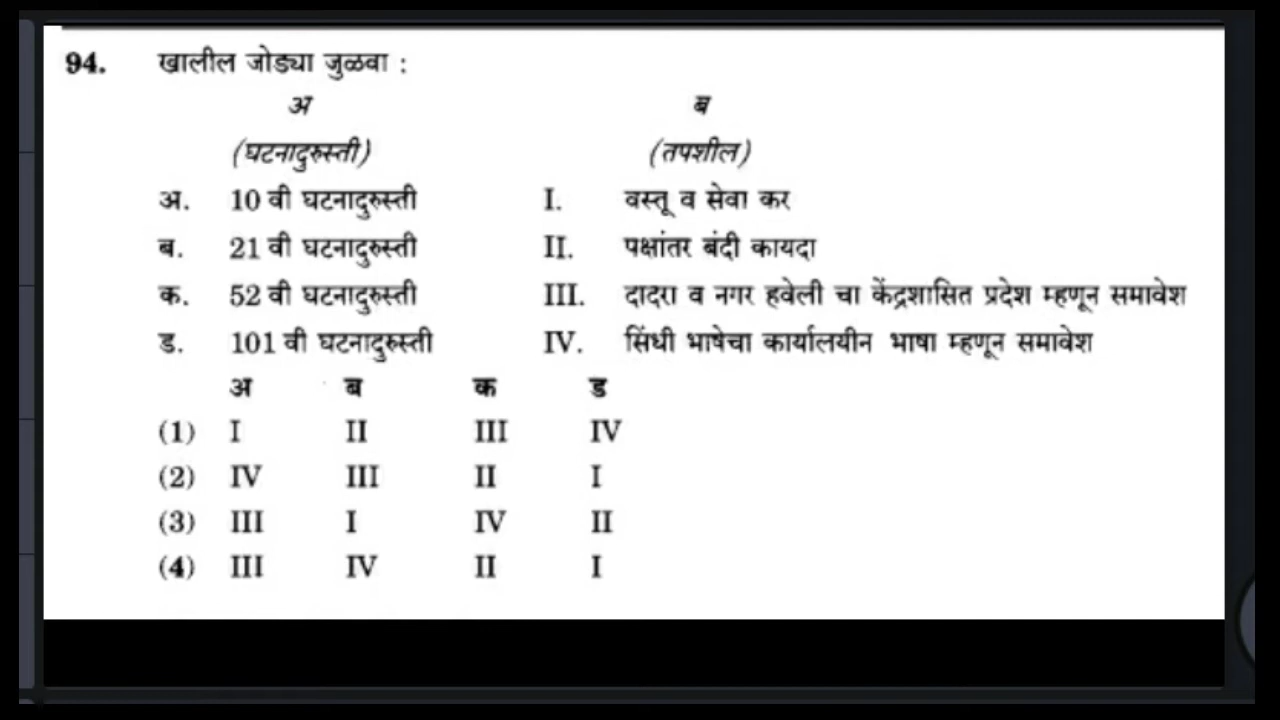 94. खालील जोड्या जुळवा :
अ ब
(घटनादुरुस्ती) (तपशील)
अ. 10 वी घटनादुरुस्ती I. वस्तू व सेवा कर
ब. 21 वी घटनादुरुस्ती II. पक्षांतर बंदी कायदा
क. 52 वी घटनादुरुस्ती III. दादरा व नगर हवेली चा केंद्रशासित प्रदेश म्हणून समावेश
ड. 101 वी घटनादुरुस्ती IV. सिंधी भाषेचा कार्यालयीन भाषा म्हणून समावेश
अ ब क ड
(1) I II III IV
(2) IV III II I
(3) III I IV II
(4) III IV II I